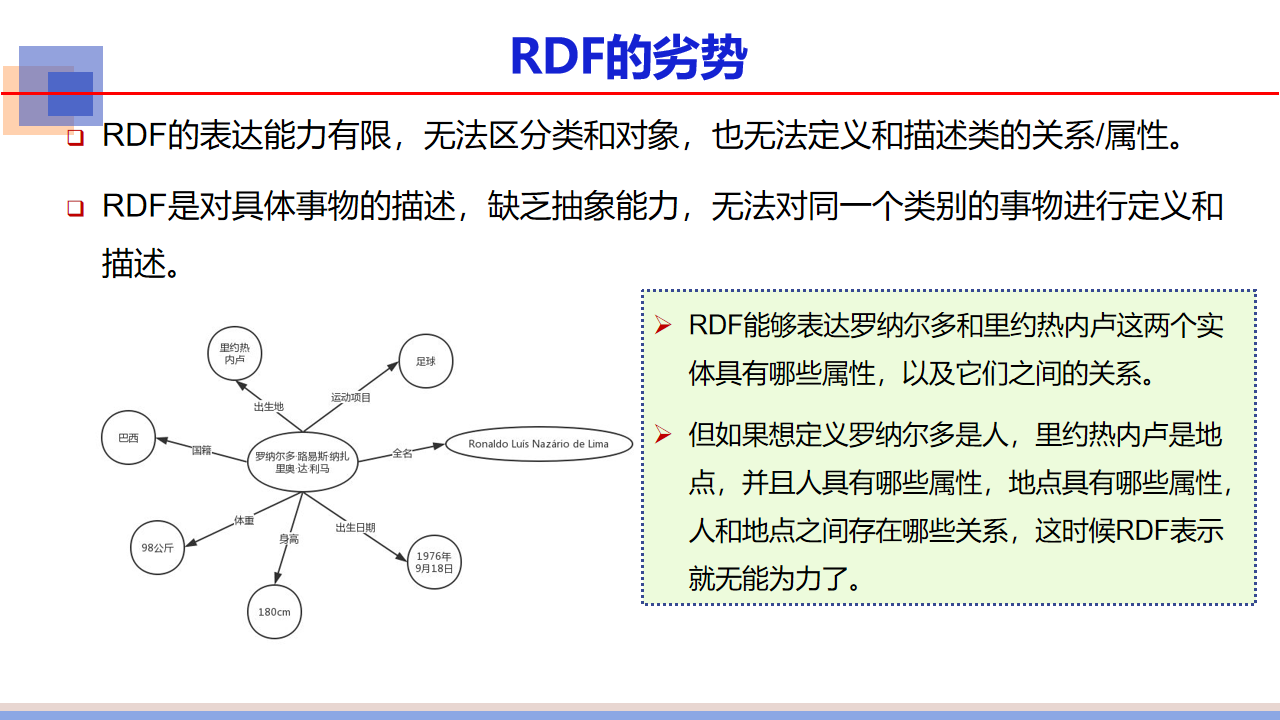 RDF的劣势
RDF的表达能力有限，无法区分类和对象，也无法定义和描述类的关系/属性。
RDF是对具体事物的描述，缺乏抽象能力，无法对同一个类别的事物进行定义和
描述。
里约热
内卢
足球
出生地
运动项目
巴西
国籍
罗纳尔多·路易斯·纳扎
里奥·达·利马
全名
Ronaldo Luís Nazário de Lima
体重
身高
出生日期
98公斤
1976年
9月18日
180cm
RDF能够表达罗纳尔多和里约热内卢这两个实
体具有哪些属性，以及它们之间的关系。
但如果想定义罗纳尔多是人，里约热内卢是地
点，并且人具有哪些属性，地点具有哪些属性，
人和地点之间存在哪些关系，这时候RDF表示
就无能为力了。